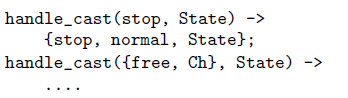 handle_cast(stop, State) ->
    {stop, normal, State};
handle_cast({free, Ch}, State) ->
    ....